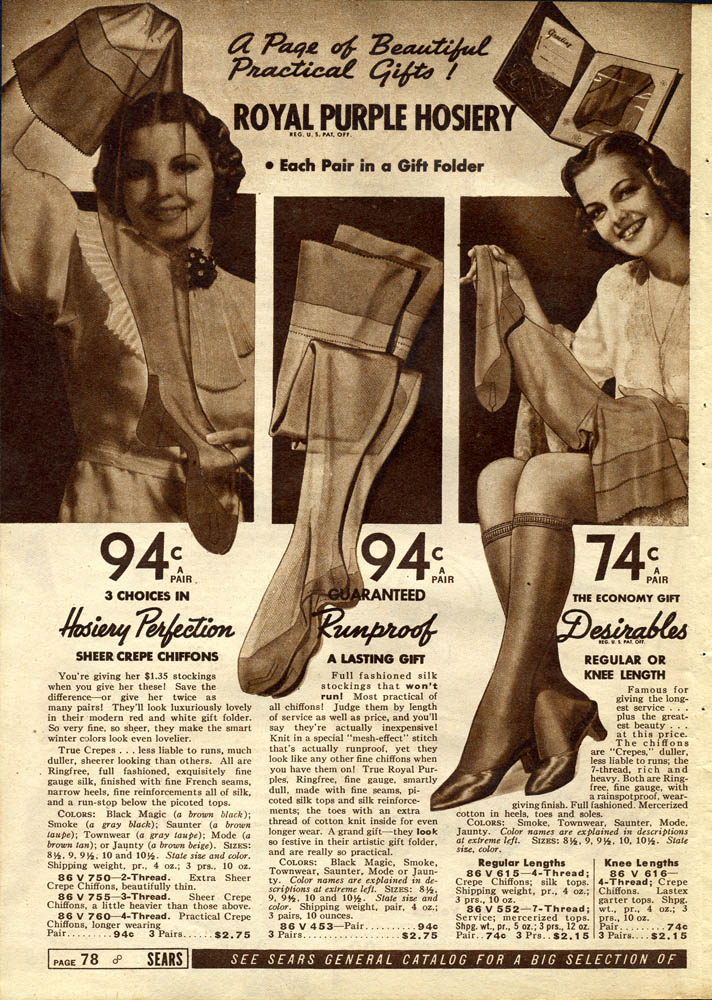 A Page of Beautiful
Practical Gifts!
ROYAL PURPLE HOSIERY
REG. U. S. PAT. OFF.
• Each Pair in a Gift Folder
94c
A
PAIR
3 CHOICES IN
Hosiery Perfection
SHEER CREPE CHIFFONS
You're giving her $1.35 stockings
when you give her these! Save the
difference—or give her twice as
many pairs! They'll look luxuriously lovely
in their modern red and white gift folder.
So very fine, so sheer, they make the smart
winter colors look even lovelier.
True Crepes . . . less liable to runs, much
duller, sheerer looking than others. All are
Ringfree, full fashioned, exquisitely fine
gauge silk, finished with fine French seams,
narrow heels, fine reinforcements all of silk,
and a run-stop below the picoted tops.
COLORS: Black Magic (a brown black);
Smoke (a gray black); Saunter (a brown
taupe); Townwear (a gray taupe); Mode (a
brown tan); or Jaunty (a brown beige). SIZES:
8½, 9, 9½, 10 and 10½. State size and color.
Shipping weight, pr., 4 oz.; 3 prs., 10 oz.
86 V 750—2-Thread. Extra Sheer
Crepe Chiffons, beautifully thin.
86 V 755—3-Thread. Sheer Crepe
Chiffons, a little heavier than those above.
86 V 760—4-Thread. Practical Crepe
Chiffons, longer wearing
Pair.........94c 3 Pairs......$2.75
94c
A
PAIR
GUARANTEED
Runproof
A LASTING GIFT
Full fashioned silk
stockings that won't
run! Most practical of
all chiffons! Judge them by length
of service as well as price, and you'll
say they're actually inexpensive!
Knit in a special "mesh-effect" stitch
that's actually runproof, yet they
look like any other fine chiffons when
you have them on! True Royal Pur-
ples, Ringfree, fine gauge, smartly
dull, made with fine seams, pi-
coted silk tops and silk reinforce-
ments; the toes with an extra
thread of cotton knit inside for even
longer wear. A grand gift—they look
so festive in their artistic gift folder,
and are really so practical.
COLORS: Black Magic, Smoke,
Townwear, Saunter, Mode or Jaun-
ty. Color names are explained in de-
scriptions at extreme left. SIZES: 8½,
9, 9½, 10 and 10½. State size and
color. Shipping weight, pair, 4 oz.;
3 pairs, 10 ounces.
86 V 453—Pair..........94c
3 Pairs..................$2.75
74c
A
PAIR
THE ECONOMY GIFT
Desirables
REG. U. S. PAT. OFF.
REGULAR OR
KNEE LENGTH
Famous for
giving the long-
est service . . .
plus the great-
est beauty . . .
at this price.
The chiffons
are "Crepes," duller,
less liable to runs; the
7-thread, rich and
heavy. Both are Ring-
free, fine gauge, with
a rainspotproof, wear-
giving finish. Full fashioned. Mercerized
cotton in heels, toes and soles.
COLORS: Smoke, Townwear, Saunter, Mode,
Jaunty. Color names are explained in descriptions
at extreme left. SIZES: 8½, 9, 9½, 10, 10½. State
size, color.
Regular Lengths
86 V 615—4-Thread;
Crepe Chiffons; silk tops.
Shipping weight, pr., 4 oz.;
3 prs., 10 oz.
86 V 552—7-Thread;
Service; mercerized tops.
Shpg. wt., pr., 5 oz.; 3 prs., 12 oz.
Pair..74c 3 Prs..$2.15
Knee Lengths
86 V 616—
4-Thread; Crepe
Chiffons. Lastex
garter tops. Shpg.
wt., pr., 4 oz.; 3
prs., 10 oz.
Pair..........74c
3 Pairs....$2.15
PAGE 78 SEARS
SEE SEARS GENERAL CATALOG FOR A BIG SELECTION OF